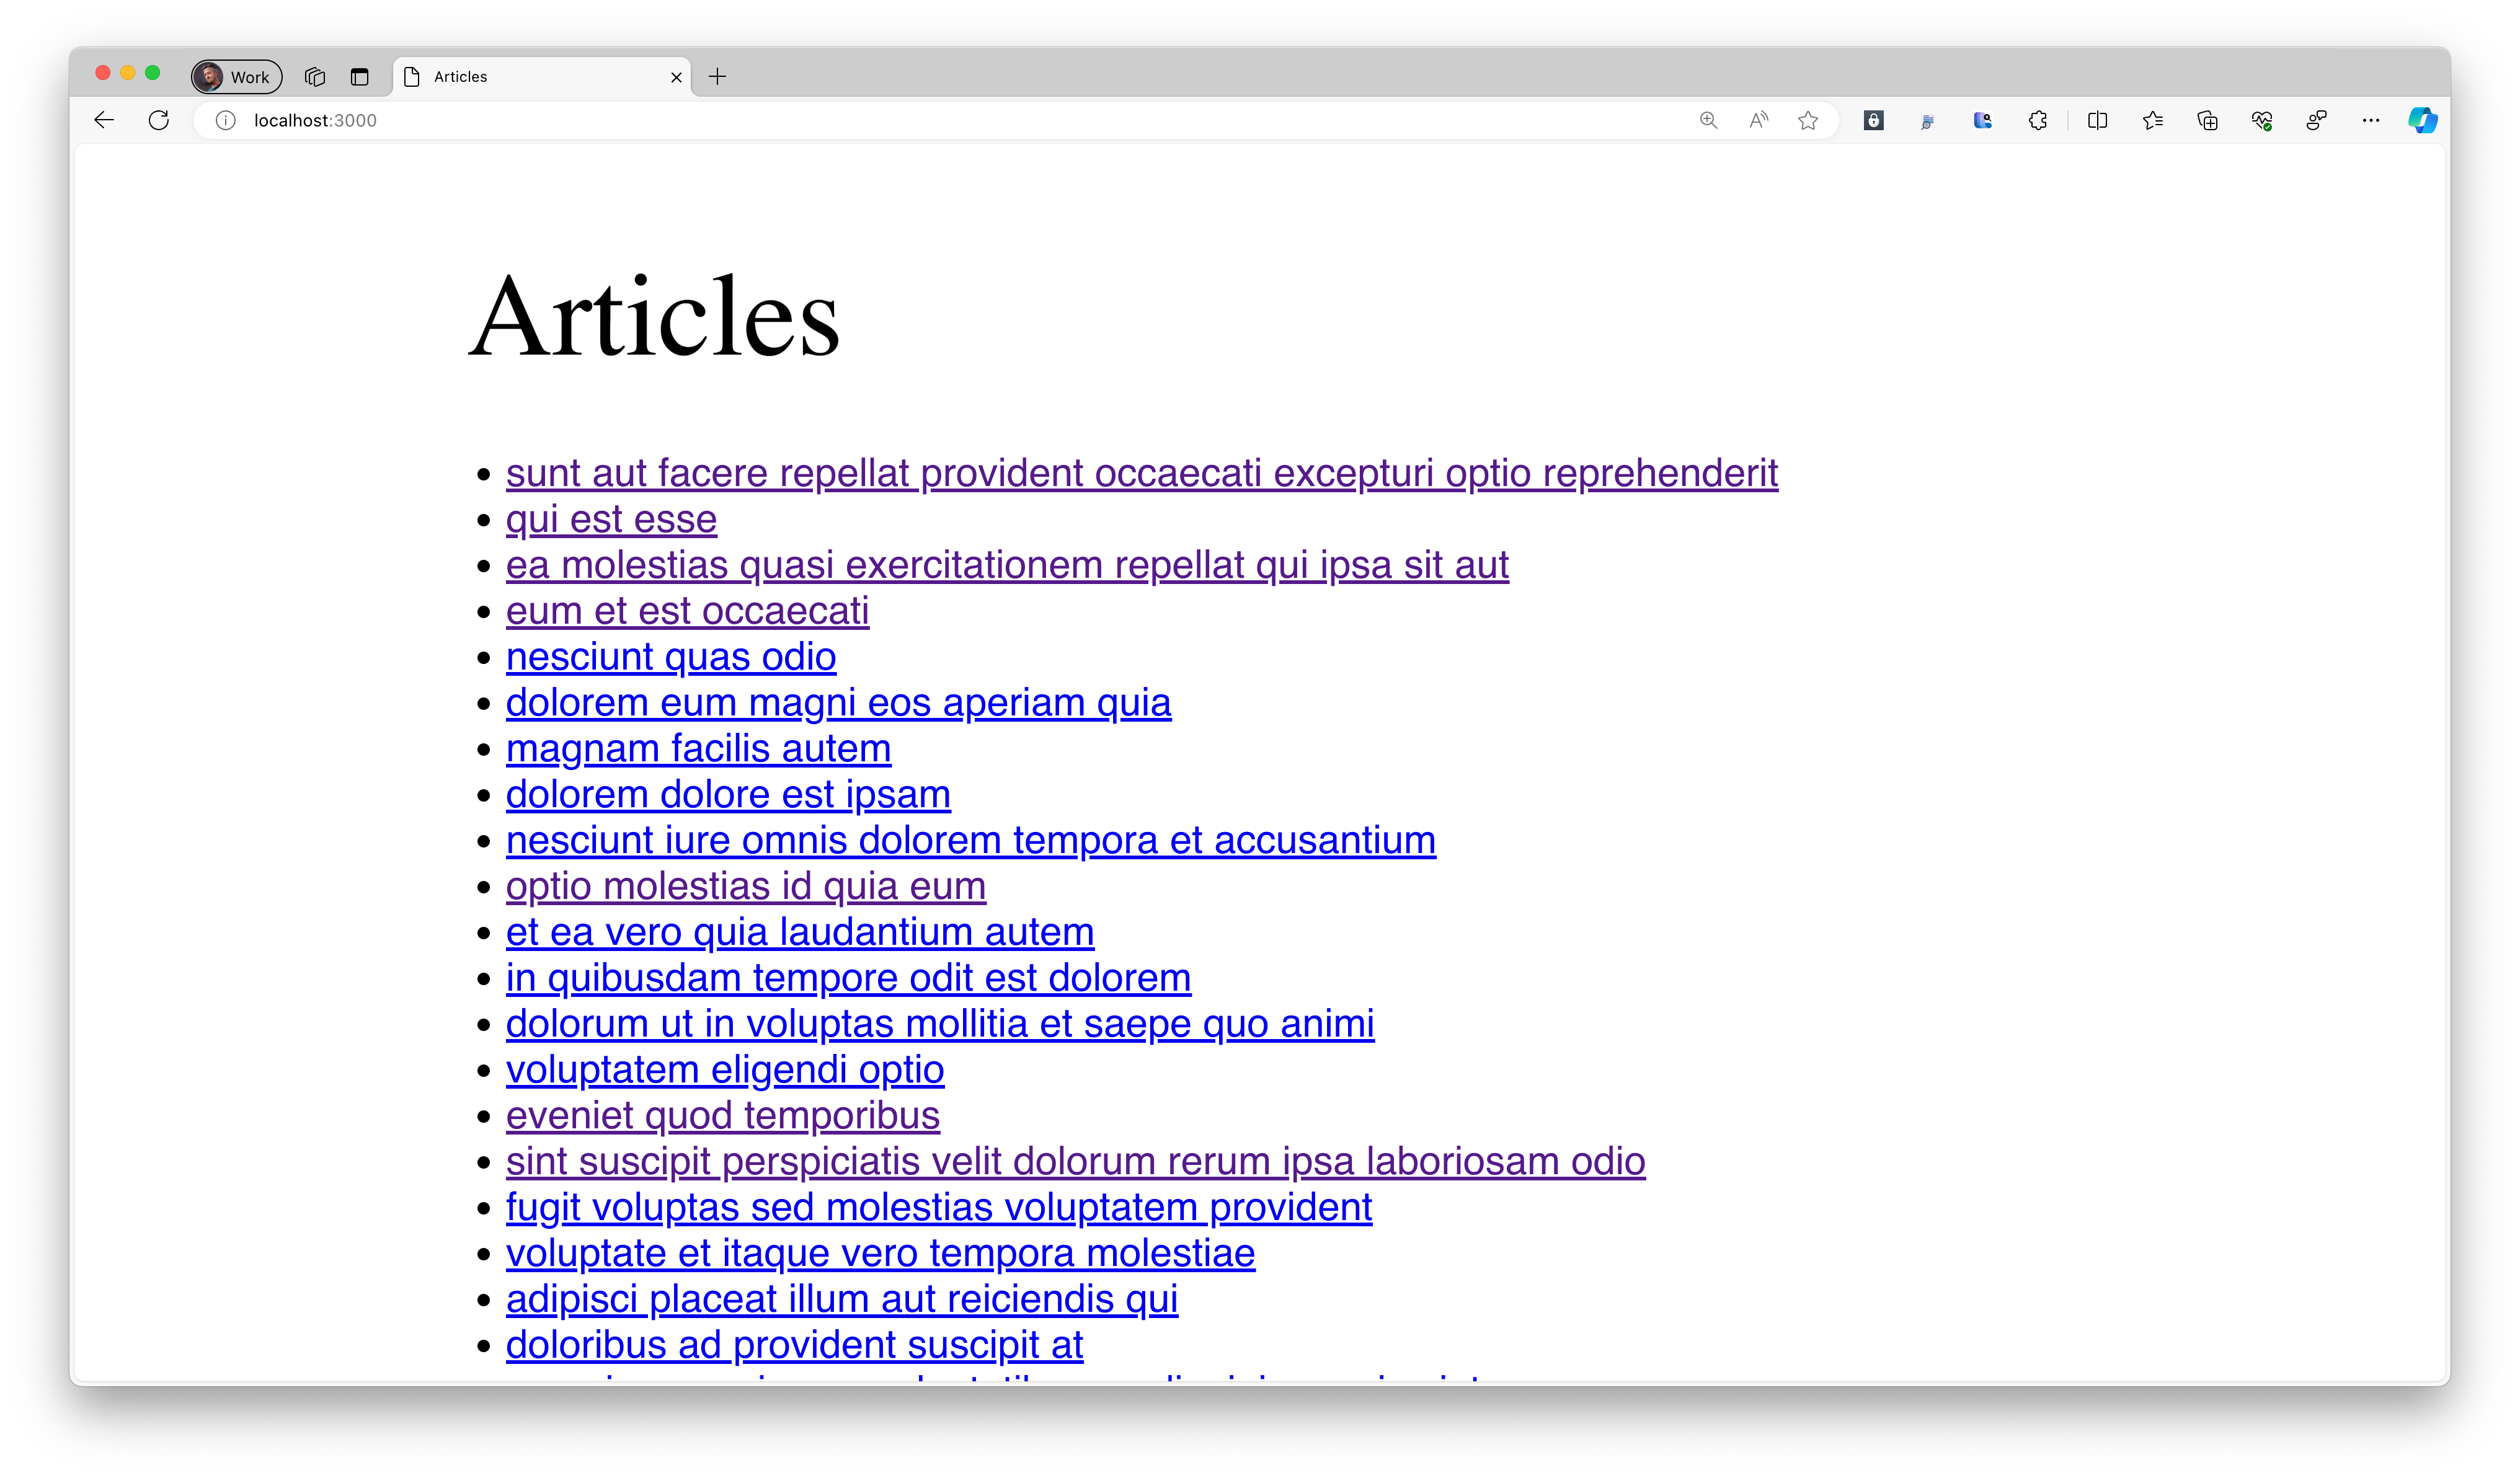 Work
Articles
localhost:3000
Articles
sunt aut facere repellat provident occaecati excepturi optio reprehenderit
qui est esse
ea molestias quasi exercitationem repellat qui ipsa sit aut
eum et est occaecati
nesciunt quas odio
dolorem eum magni eos aperiam quia
magnam facilis autem
dolorem dolore est ipsam
nesciunt iure omnis dolorem tempora et accusantium
optio molestias id quia eum
et ea vero quia laudantium autem
in quibusdam tempore odit est dolorem
dolorum ut in voluptas mollitia et saepe quo animi
voluptatem eligendi optio
eveniet quod temporibus
sint suscipit perspiciatis velit dolorum rerum ipsa laboriosam odio
fugit voluptas sed molestias voluptatem provident
voluptate et itaque vero tempora molestiae
adipisci placeat illum aut reiciendis qui
doloribus ad provident suscipit at